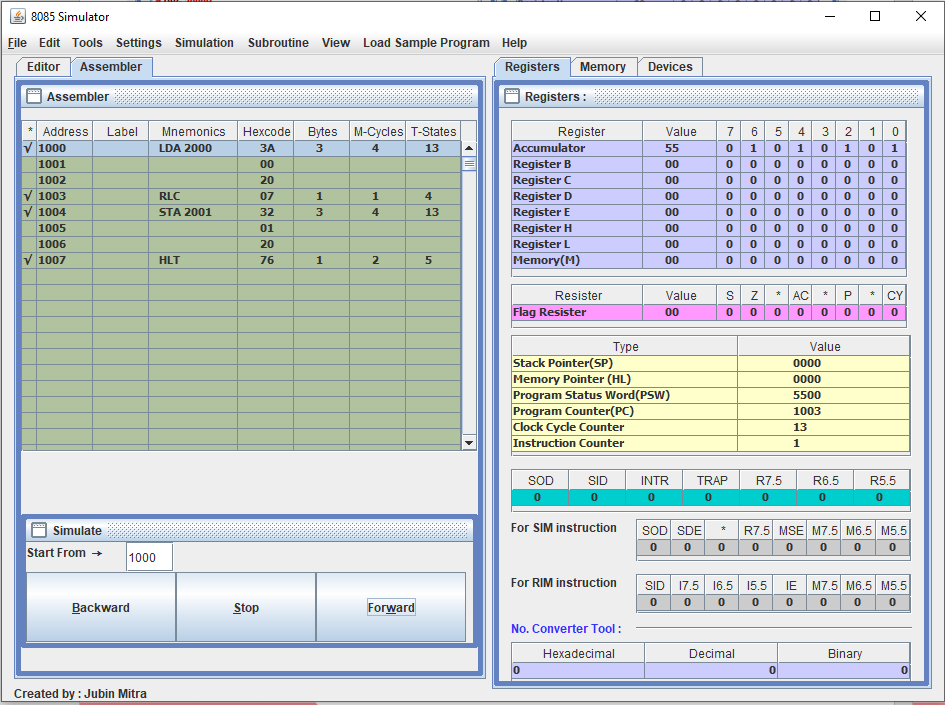 8085 Simulator
File Edit Tools Settings Simulation Subroutine View Load Sample Program Help
Editor Assembler
Assembler
* Address Label Mnemonics Hexcode Bytes M-Cycles T-States
√ 1000 LDA 2000 3A 3 4 13
1001 00
1002 20
√ 1003 RLC 07 1 1 4
√ 1004 STA 2001 32 3 4 13
1005 01
1006 20
√ 1007 HLT 76 1 2 5
Simulate
Start From → 1000
Backward Stop Forward
Created by : Jubin Mitra
Registers Memory Devices
Registers :
Register Value 7 6 5 4 3 2 1 0
Accumulator 55 0 1 0 1 0 1 0 1
Register B 00 0 0 0 0 0 0 0 0
Register C 00 0 0 0 0 0 0 0 0
Register D 00 0 0 0 0 0 0 0 0
Register E 00 0 0 0 0 0 0 0 0
Register H 00 0 0 0 0 0 0 0 0
Register L 00 0 0 0 0 0 0 0 0
Memory(M) 00 0 0 0 0 0 0 0 0
Resister Value S Z * AC * P * CY
Flag Resister 00 0 0 0 0 0 0 0 0
Type Value
Stack Pointer(SP) 0000
Memory Pointer (HL) 0000
Program Status Word(PSW) 5500
Program Counter(PC) 1003
Clock Cycle Counter 13
Instruction Counter 1
SOD SID INTR TRAP R7.5 R6.5 R5.5
0 0 0 0 0 0 0
For SIM instruction SOD SDE * R7.5 MSE M7.5 M6.5 M5.5
0 0 0 0 0 0 0 0
For RIM instruction SID I7.5 I6.5 I5.5 IE M7.5 M6.5 M5.5
0 0 0 0 0 0 0 0
No. Converter Tool :
Hexadecimal Decimal Binary
0 0 0